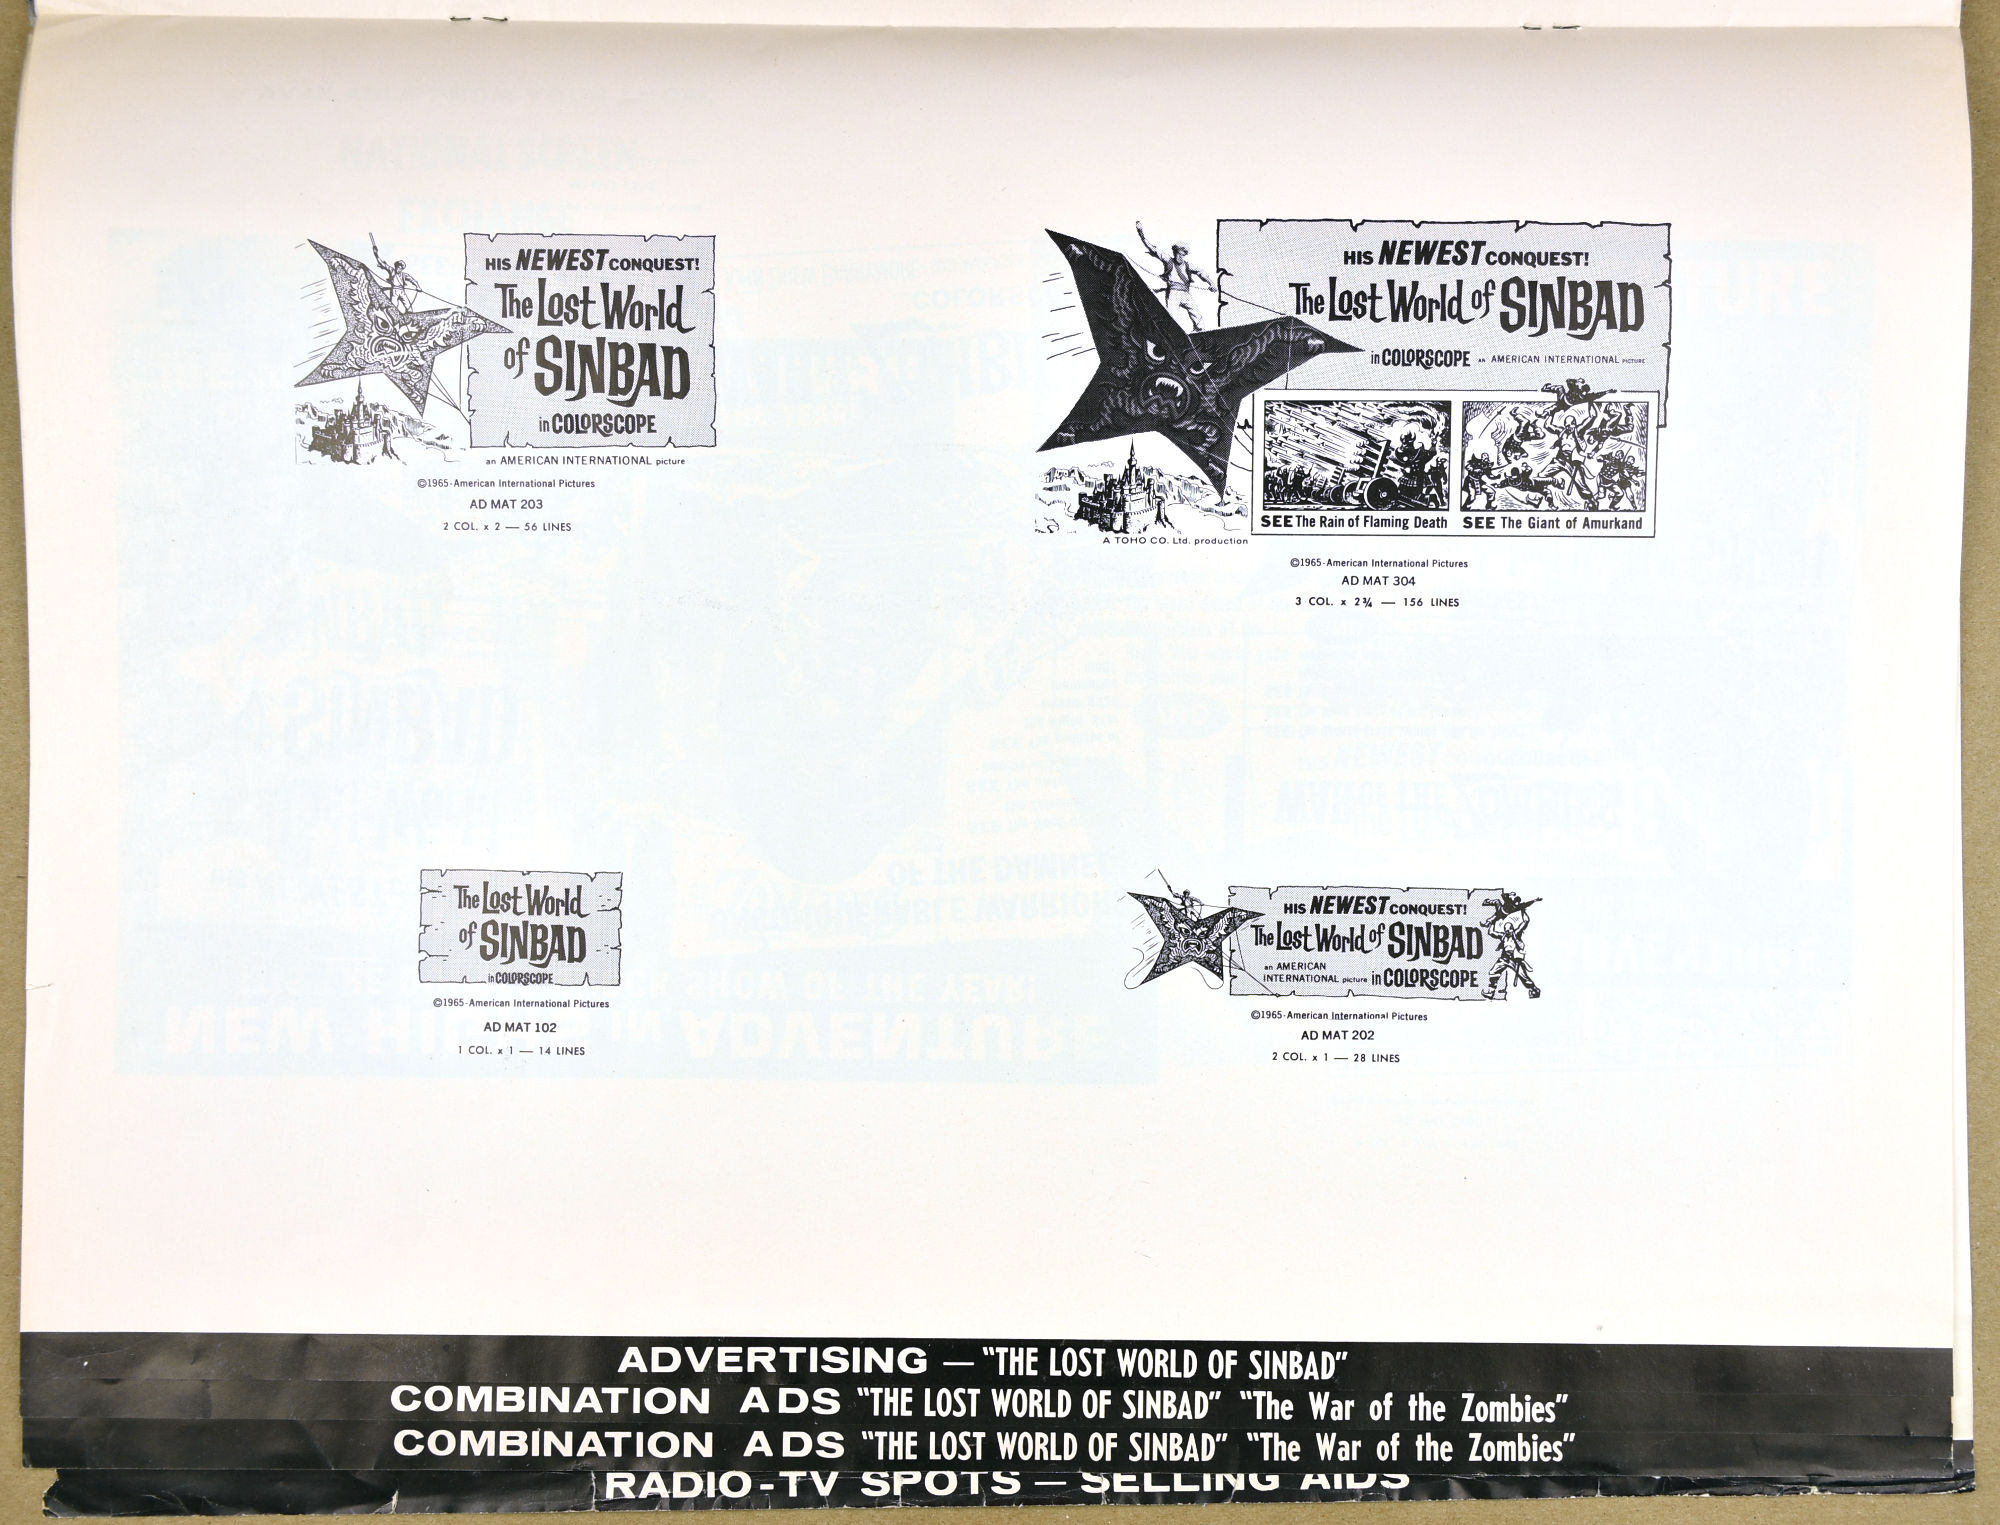 HIS NEWEST CONQUEST!
The Lost World
of SINBAD
in COLORSCOPE
an AMERICAN INTERNATIONAL picture
©1965-American International Pictures
AD MAT 203
2 COL. x 2 — 56 LINES
HIS NEWEST CONQUEST!
The Lost World of SINBAD
in COLORSCOPE AN AMERICAN INTERNATIONAL PICTURE
SEE The Rain of Flaming Death
SEE The Giant of Amurkand
A TOHO CO. Ltd. production
©1965-American International Pictures
AD MAT 304
3 COL. x 2¾ — 156 LINES
The Lost World
of SINBAD
in COLORSCOPE
©1965-American International Pictures
AD MAT 102
1 COL. x 1 — 14 LINES
HIS NEWEST CONQUEST!
The Lost World of SINBAD
an AMERICAN
INTERNATIONAL picture in COLORSCOPE
©1965-American International Pictures
AD MAT 202
2 COL. x 1 — 28 LINES
ADVERTISING — "THE LOST WORLD OF SINBAD"
COMBINATION ADS "THE LOST WORLD OF SINBAD" "The War of the Zombies"
COMBINATION ADS "THE LOST WORLD OF SINBAD" "The War of the Zombies"
RADIO-TV SPOTS — SELLING AIDS